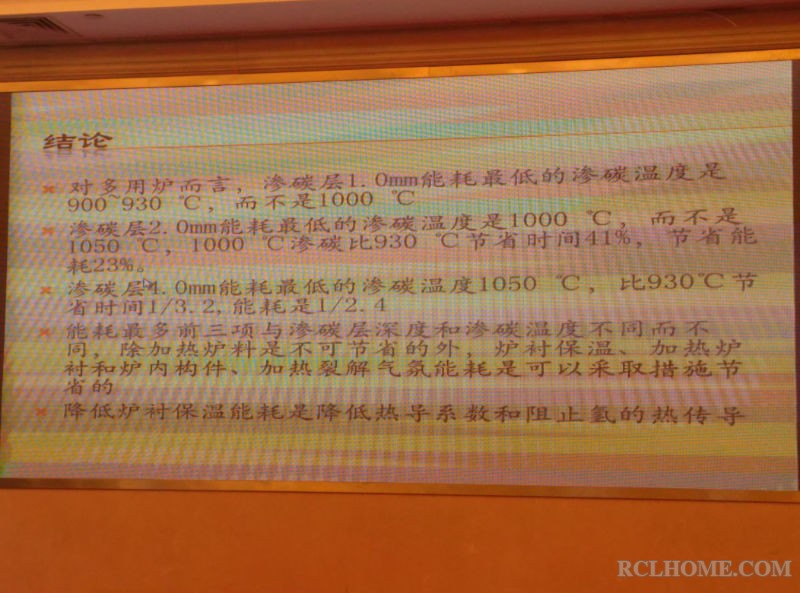 结论
对多用炉而言，渗碳层1.0mm能耗最低的渗碳温度是
900~930 ℃，而不是1000 ℃
渗碳层2.0mm能耗最低的渗碳温度是1000 ℃，而不是
1050 ℃，1000 ℃渗碳比930 ℃节省时间41%，节省能
耗23%。
渗碳层4.0mm能耗最低的渗碳温度1050 ℃，比930℃节
省时间1/3.2,能耗是1/2.4
能耗最多前三项与渗碳层深度和渗碳温度不同而不
同，除加热炉料是不可节省的外，炉衬保温、加热炉
衬和炉内构件、加热裂解气氛能耗是可以采取措施节
省的
降低炉衬保温能耗是降低热导系数和阻止氢的热传导
RCLHOME.COM